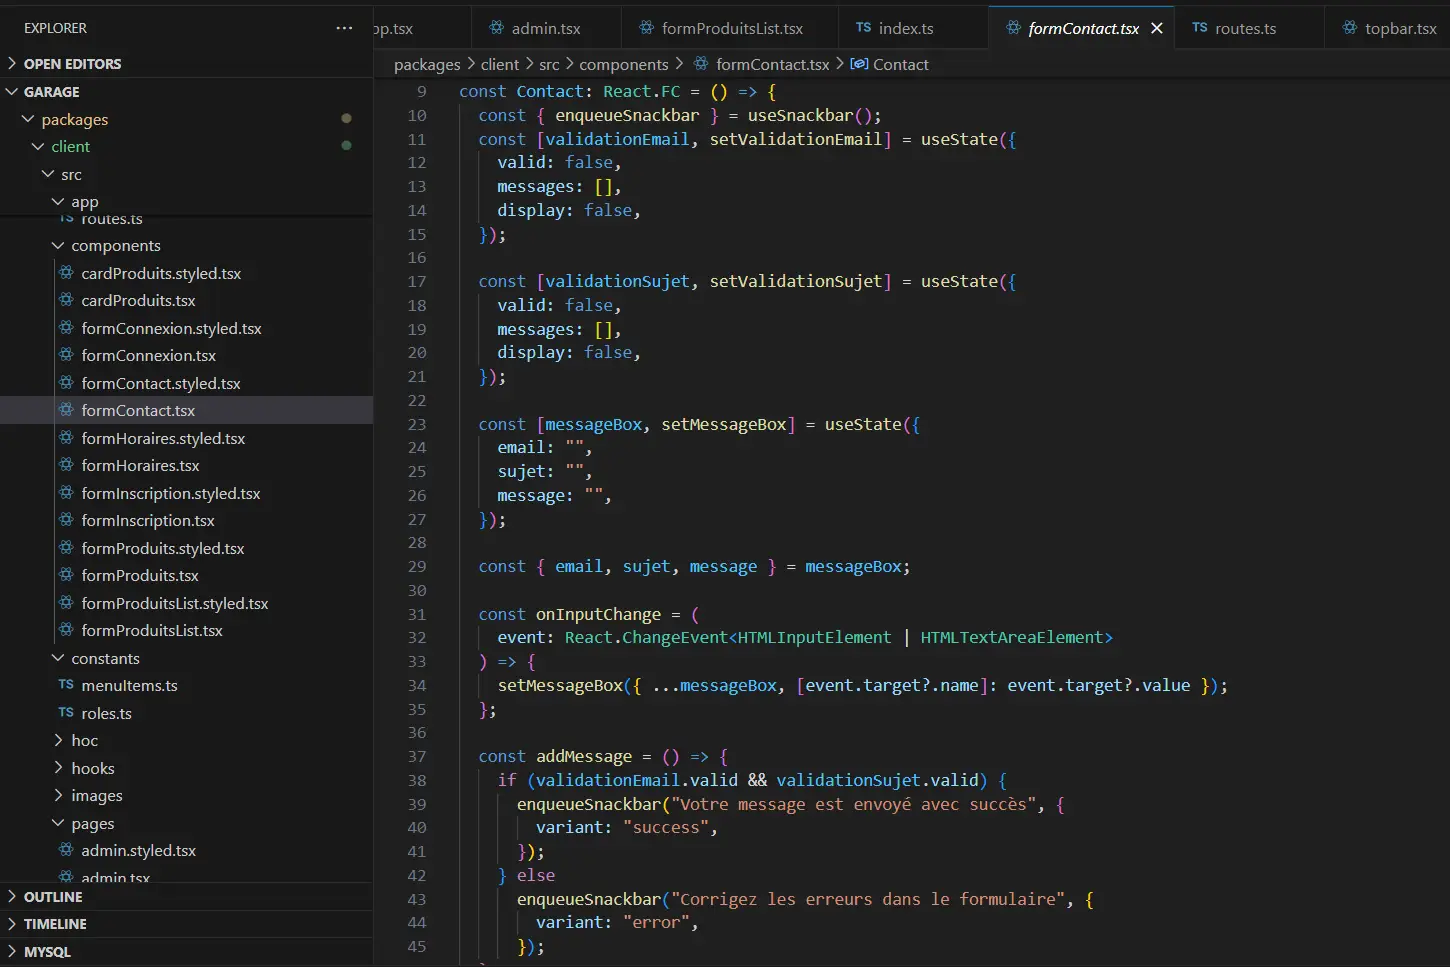 EXPLORER
···
OPEN EDITORS
GARAGE
packages
client
src
app
routes.ts
components
cardProduits.styled.tsx
cardProduits.tsx
formConnexion.styled.tsx
formConnexion.tsx
formContact.styled.tsx
formContact.tsx
formHoraires.styled.tsx
formHoraires.tsx
formInscription.styled.tsx
formInscription.tsx
formProduits.styled.tsx
formProduits.tsx
formProduitsList.styled.tsx
formProduitsList.tsx
constants
TS menuItems.ts
TS roles.ts
hoc
hooks
images
pages
admin.styled.tsx
admin.tsx
OUTLINE
TIMELINE
MYSQL
pp.tsx
admin.tsx
formProduitsList.tsx
TS index.ts
formContact.tsx
TS routes.ts
topbar.tsx
packages > client > src > components > formContact.tsx > Contact
9 const Contact: React.FC = () => {
10 const { enqueueSnackbar } = useSnackbar();
11 const [validationEmail, setValidationEmail] = useState({
12 valid: false,
13 messages: [],
14 display: false,
15 });
16
17 const [validationSujet, setValidationSujet] = useState({
18 valid: false,
19 messages: [],
20 display: false,
21 });
22
23 const [messageBox, setMessageBox] = useState({
24 email: "",
25 sujet: "",
26 message: "",
27 });
28
29 const { email, sujet, message } = messageBox;
30
31 const onInputChange = (
32 event: React.ChangeEvent<HTMLInputElement | HTMLTextAreaElement>
33 ) => {
34 setMessageBox({ ...messageBox, [event.target?.name]: event.target?.value });
35 };
36
37 const addMessage = () => {
38 if (validationEmail.valid && validationSujet.valid) {
39 enqueueSnackbar("Votre message est envoyé avec succès", {
40 variant: "success",
41 });
42 } else
43 enqueueSnackbar("Corrigez les erreurs dans le formulaire", {
44 variant: "error",
45 });